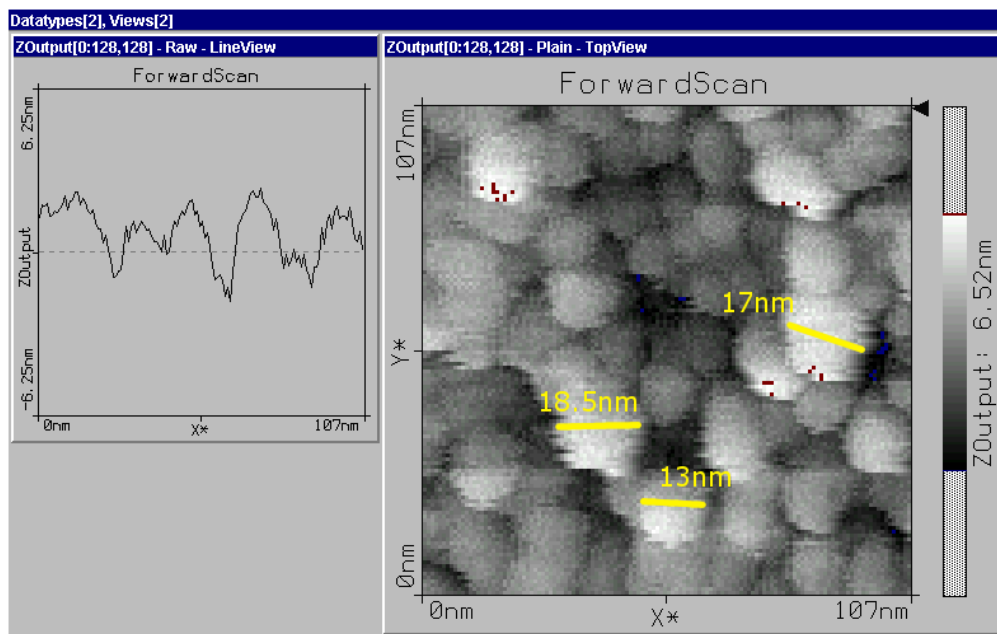 Datatypes[2], Views[2]
ZOutput[0:128,128] - Raw - LineView
ForwardScan
6.25nm
ZOutput
-6.25nm
0nm
X*
107nm
ZOutput[0:128,128] - Plain - TopView
ForwardScan
107nm
Y*
0nm
17nm
18.5nm
13nm
0nm
X*
107nm
ZOutput: 6.52nm